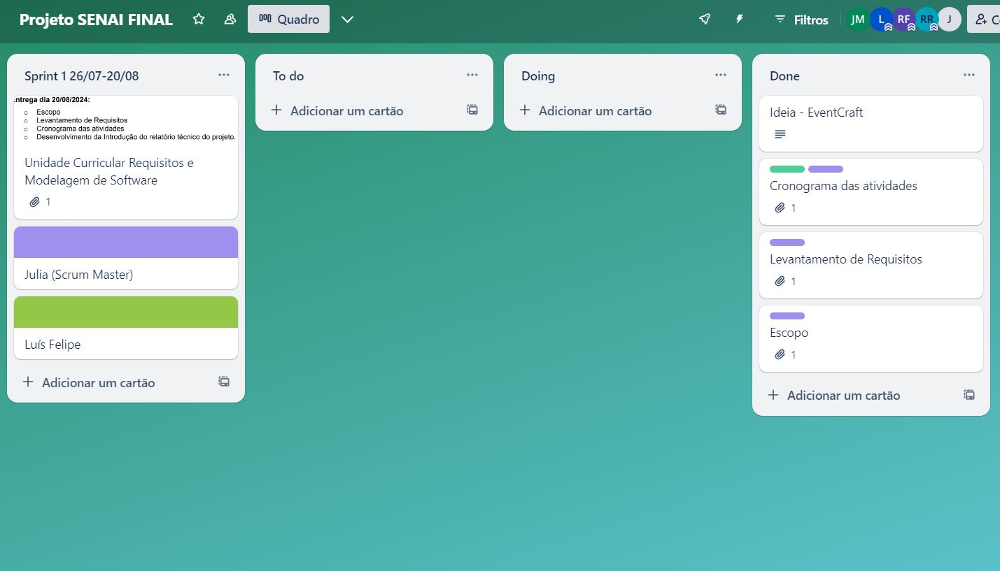 Projeto SENAI FINAL
Quadro
Filtros
JM
L
RF
RR
J
Sprint 1 26/07-20/08
ntrega dia 20/08/2024:
Escopo
Levantamento de Requisitos
Cronograma das atividades
Desenvolvimento da Introdução do relatório técnico do projeto.
Unidade Curricular Requisitos e
Modelagem de Software
1
Julia (Scrum Master)
Luís Felipe
Adicionar um cartão
To do
Adicionar um cartão
Doing
Adicionar um cartão
Done
Ideia - EventCraft
Cronograma das atividades
1
Levantamento de Requisitos
1
Escopo
1
Adicionar um cartão